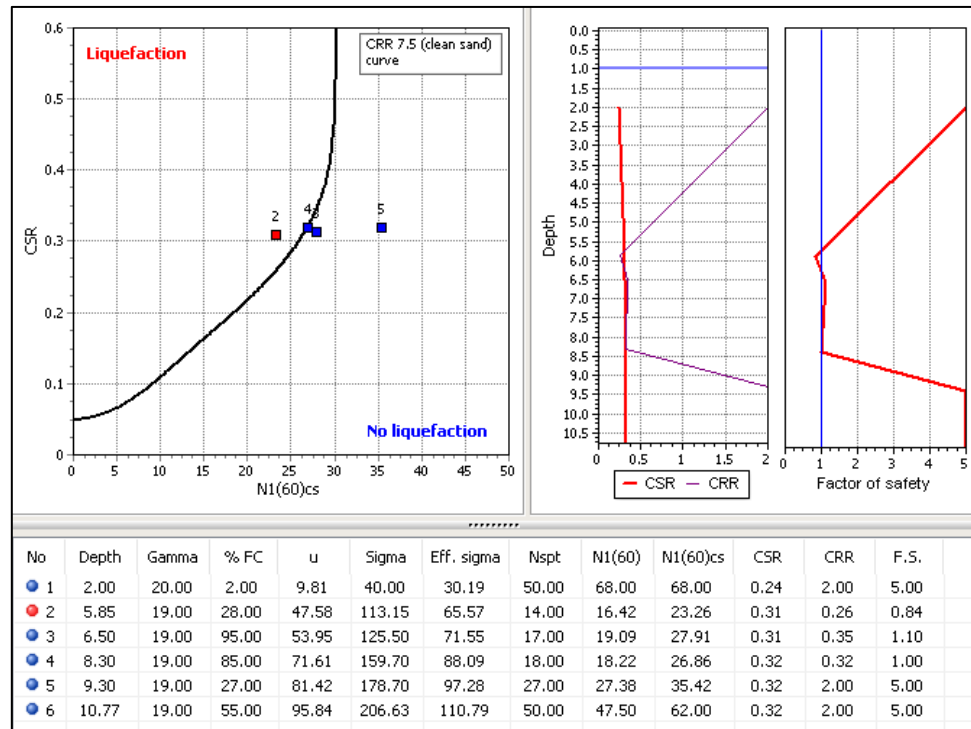 0.6
0.5
0.4
0.3
0.2
0.1
0
CSR
Liquefaction
CRR 7.5 (clean sand)
curve
2
4
3
5
No liquefaction
0 5 10 15 20 25 30 35 40 45 50
N1(60)cs
0.0
0.5
1.0
1.5
2.0
2.5
3.0
3.5
4.0
4.5
5.0
5.5
6.0
6.5
7.0
7.5
8.0
8.5
9.0
9.5
10.0
10.5
Depth
0 0.5 1 1.5 2
CSR CRR
0 1 2 3 4 5
Factor of safety
No Depth Gamma % FC u Sigma Eff. sigma Nspt N1(60) N1(60)cs CSR CRR F.S.
1 2.00 20.00 2.00 9.81 40.00 30.19 50.00 68.00 68.00 0.24 2.00 5.00
2 5.85 19.00 28.00 47.58 113.15 65.57 14.00 16.42 23.26 0.31 0.26 0.84
3 6.50 19.00 95.00 53.95 125.50 71.55 17.00 19.09 27.91 0.31 0.35 1.10
4 8.30 19.00 85.00 71.61 159.70 88.09 18.00 18.22 26.86 0.32 0.32 1.00
5 9.30 19.00 27.00 81.42 178.70 97.28 27.00 27.38 35.42 0.32 2.00 5.00
6 10.77 19.00 55.00 95.84 206.63 110.79 50.00 47.50 62.00 0.32 2.00 5.00